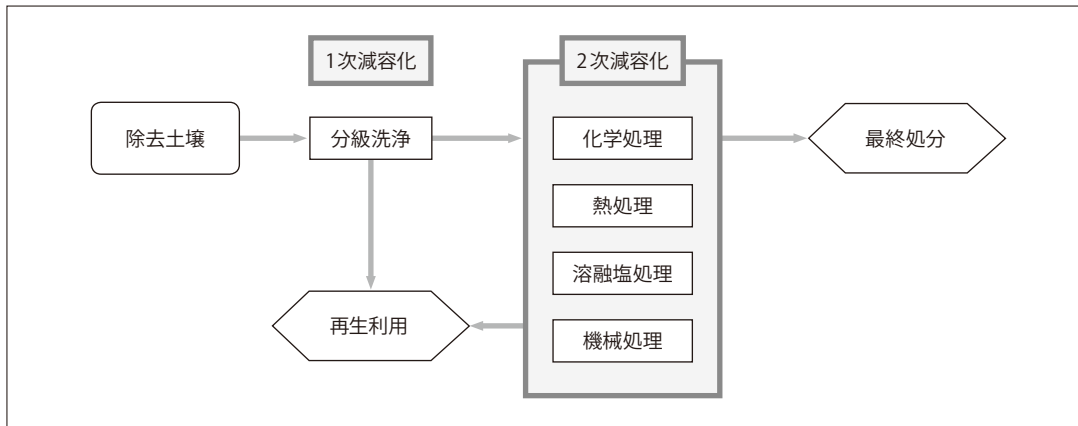 1次減容化
2次減容化
除去土壌
分級洗浄
化学処理
最終処分
熱処理
溶融塩処理
再生利用
機械処理